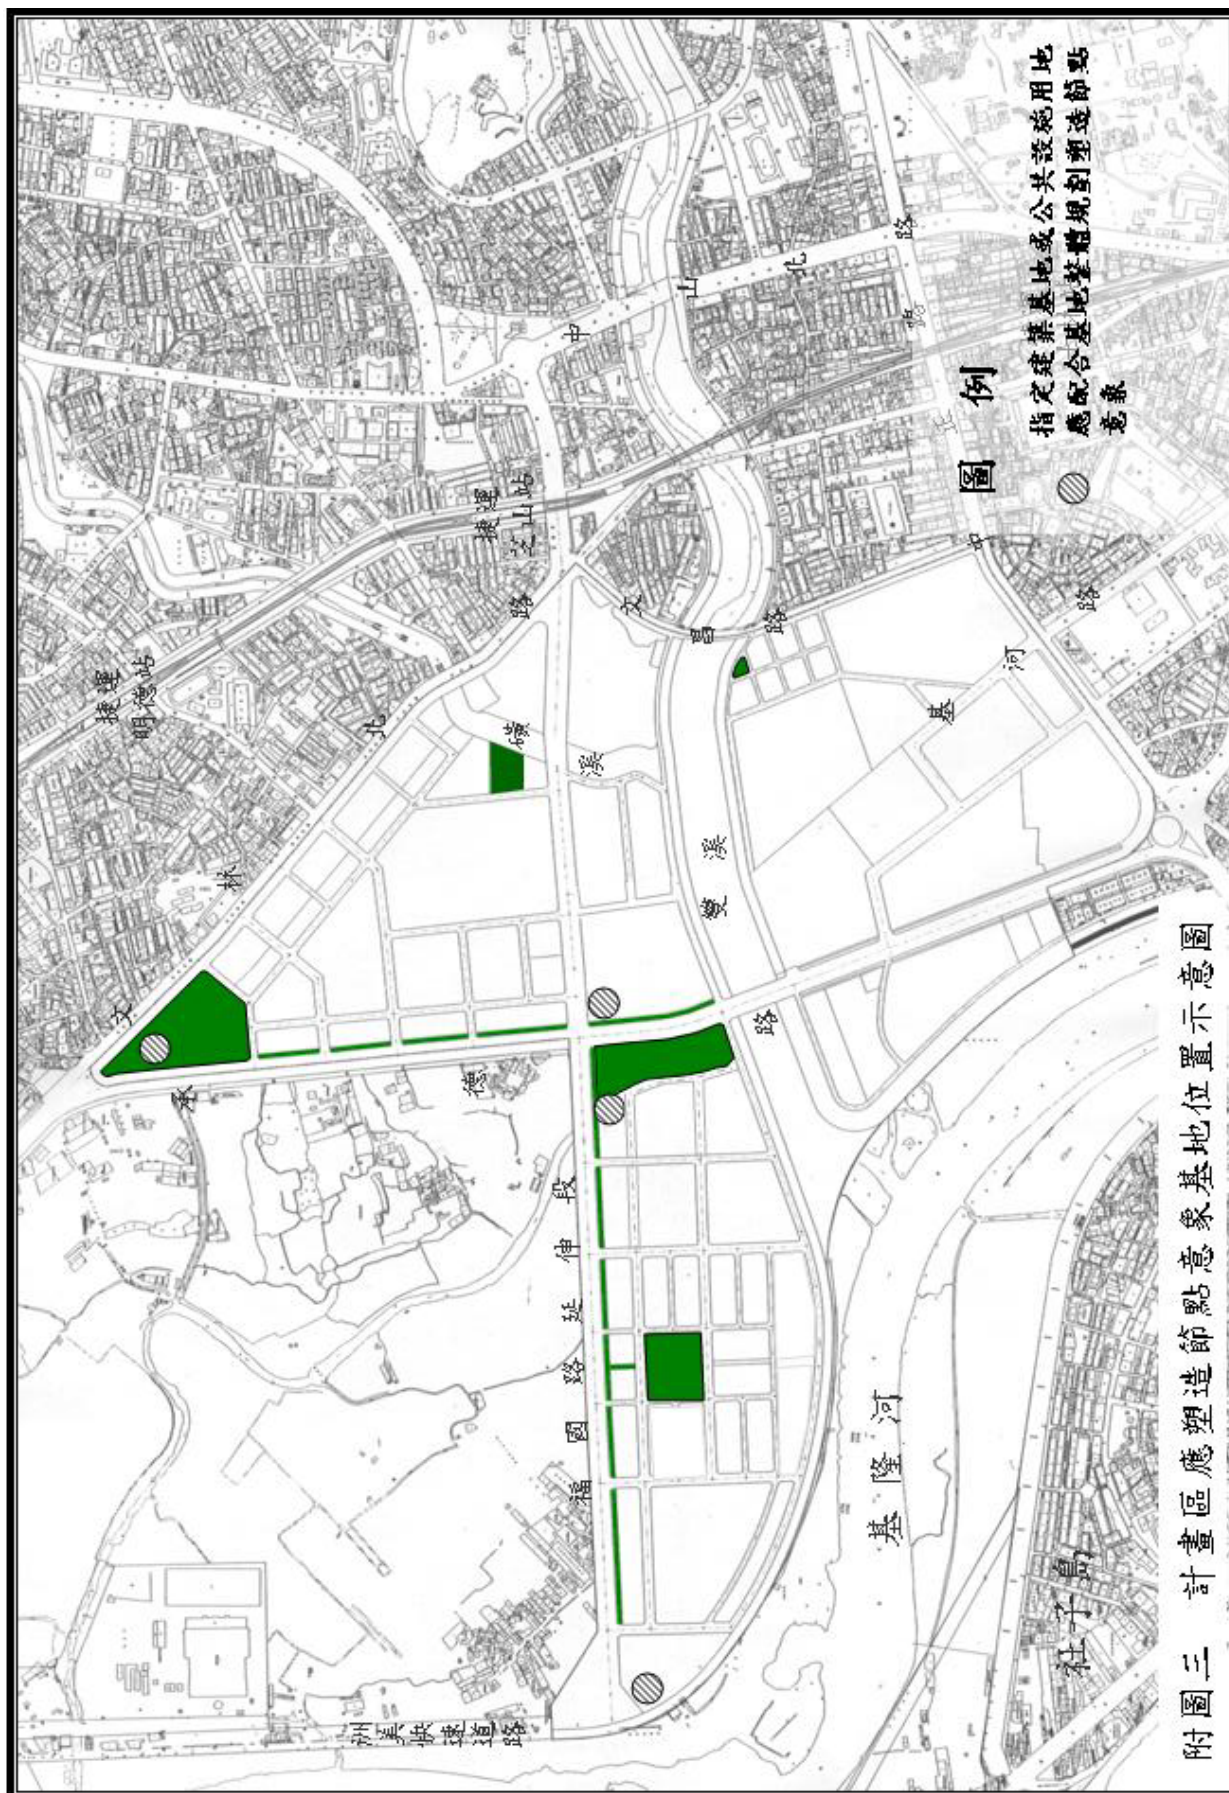 附圖三 計畫區應塑造節點意象基地位置示意圖
圖例
指定建築基地或公共設施用地
應配合基地整體規劃塑造節點
意象
捷運
明德站
捷運
芝山站
文林北路
承德路
中山北路
文昌路
中正路
基河路
福國路延伸段
洲美快速道路
磺溪
雙溪
基隆河
社子島